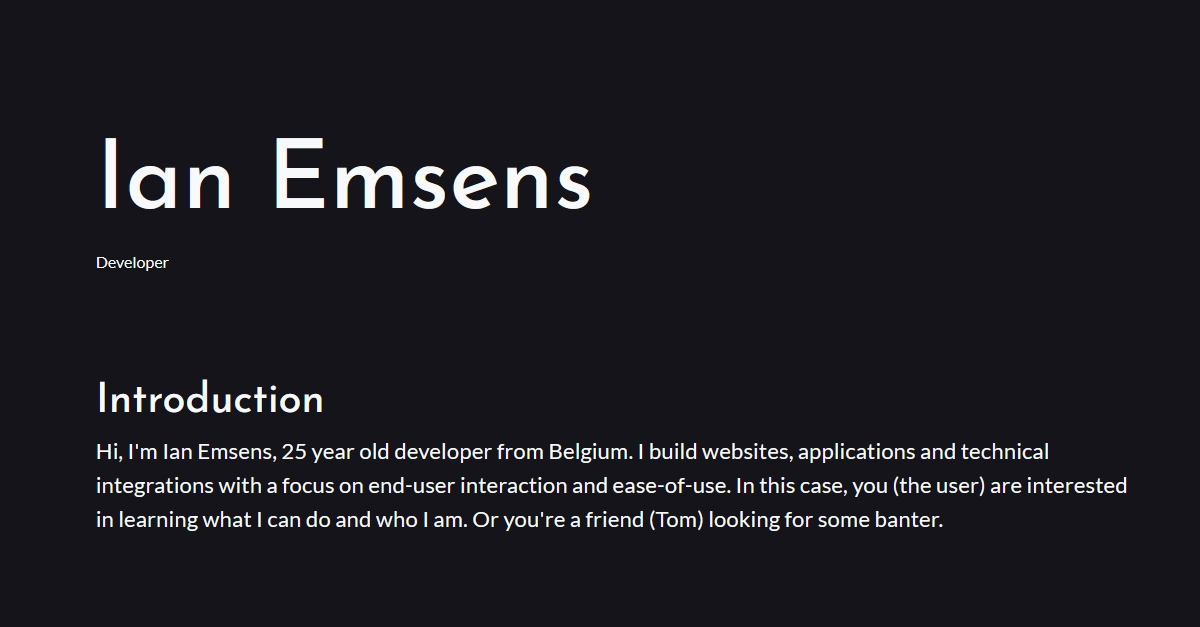 Ian Emsens
Developer
Introduction
Hi, I'm Ian Emsens, 25 year old developer from Belgium. I build websites, applications and technical
integrations with a focus on end-user interaction and ease-of-use. In this case, you (the user) are interested
in learning what I can do and who I am. Or you're a friend (Tom) looking for some banter.